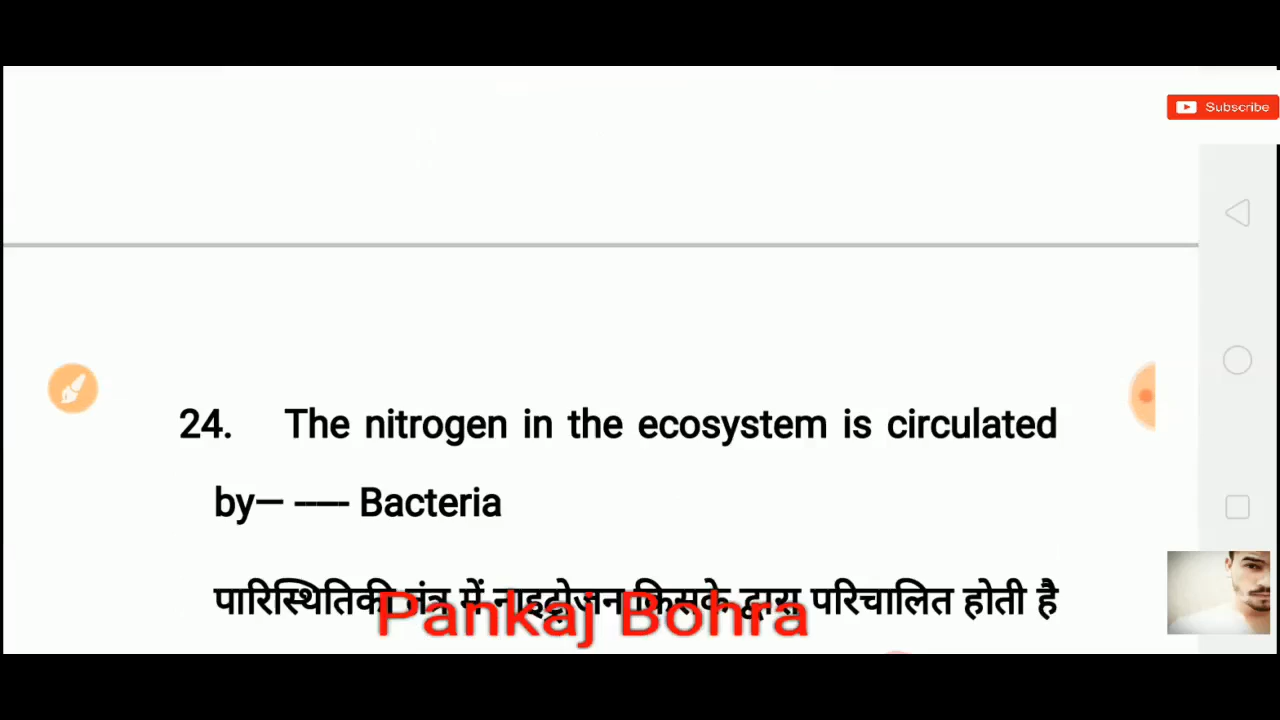 Subscribe
24. The nitrogen in the ecosystem is circulated
by— ----- Bacteria
पारिस्थितिकी तंत्र में नाइट्रोजन किसके द्वारा परिचालित होती है
Pankaj Bohra